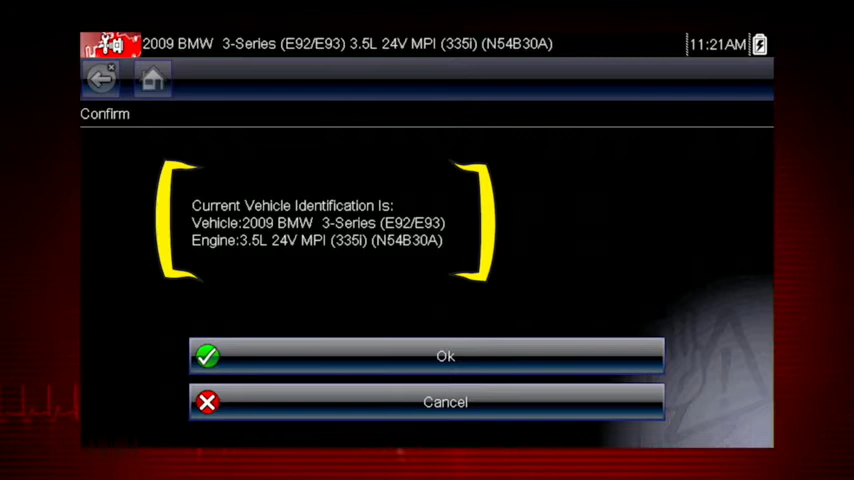 2009 BMW  3-Series (E92/E93) 3.5L 24V MPI (335i) (N54B30A)
11:21AM
Confirm
Current Vehicle Identification Is:
Vehicle:2009 BMW  3-Series (E92/E93)
Engine:3.5L 24V MPI (335i) (N54B30A)
Ok
Cancel